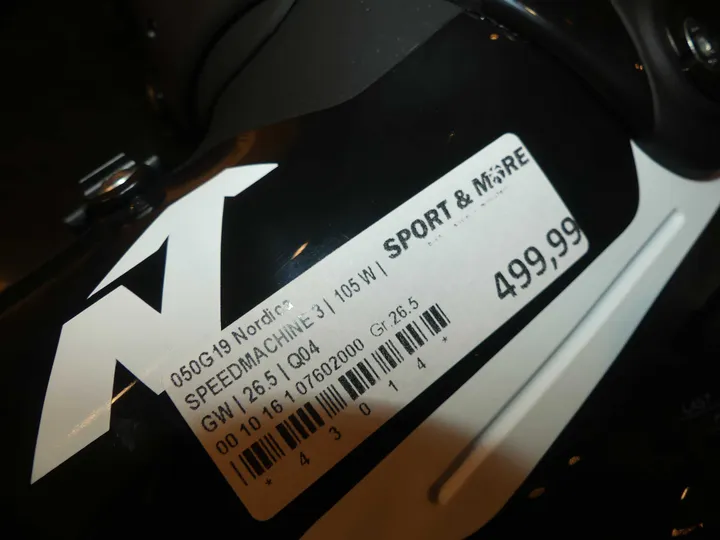 SPORT & MORE
499,99
050G19 Nordica
SPEEDMACHINE 3 | 105 W |
GW | 26.5 | Q04
00 10 16 1 07602000 Gr.26.5
* 4 3 0 1 4 *